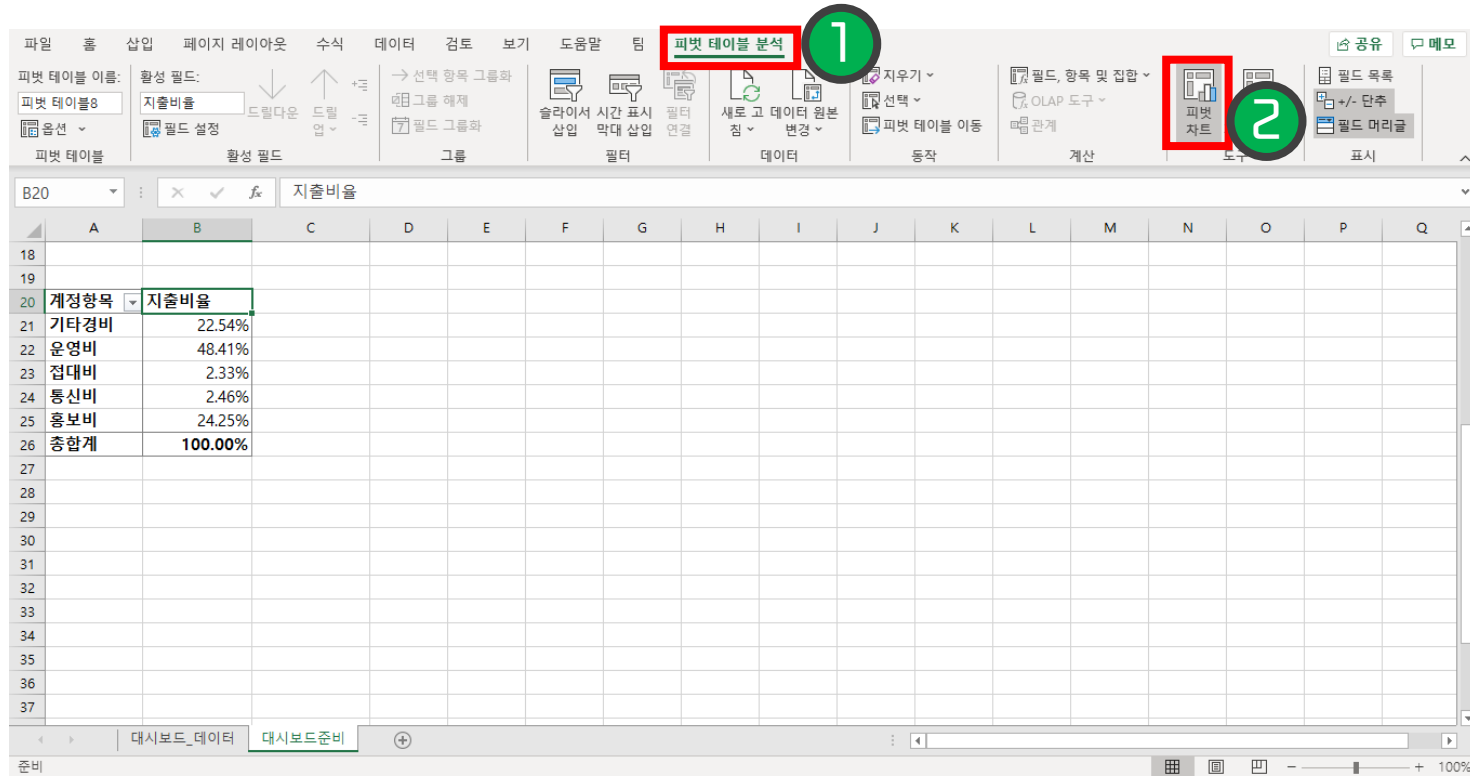 파일 홈 삽입 페이지 레이아웃 수식 데이터 검토 보기 도움말 팀 피벗 테이블 분석 1 공유 메모
피벗 테이블 이름: 활성 필드: 선택 항목 그룹화 지우기 필드, 항목 및 집합 필드 목록
피벗 테이블8 지출비율 드릴다운 드릴업 그룹 해제 슬라이서 삽입 시간 표시 막대 삽입 필터 연결 새로 고침 데이터 원본 변경 선택 OLAP 도구 피벗 차트 2 +/- 단추
옵션 필드 설정 필드 그룹화 피벗 테이블 이동 관계 필드 머리글
피벗 테이블 활성 필드 그룹 필터 데이터 동작 계산 표시
B20 fx 지출비율
A B C D E F G H I J K L M N O P Q
18
19
20 계정항목 지출비율
21 기타경비 22.54%
22 운영비 48.41%
23 접대비 2.33%
24 통신비 2.46%
25 홍보비 24.25%
26 총합계 100.00%
27
28
29
30
31
32
33
34
35
36
37
대시보드_데이터 대시보드준비
준비 100%